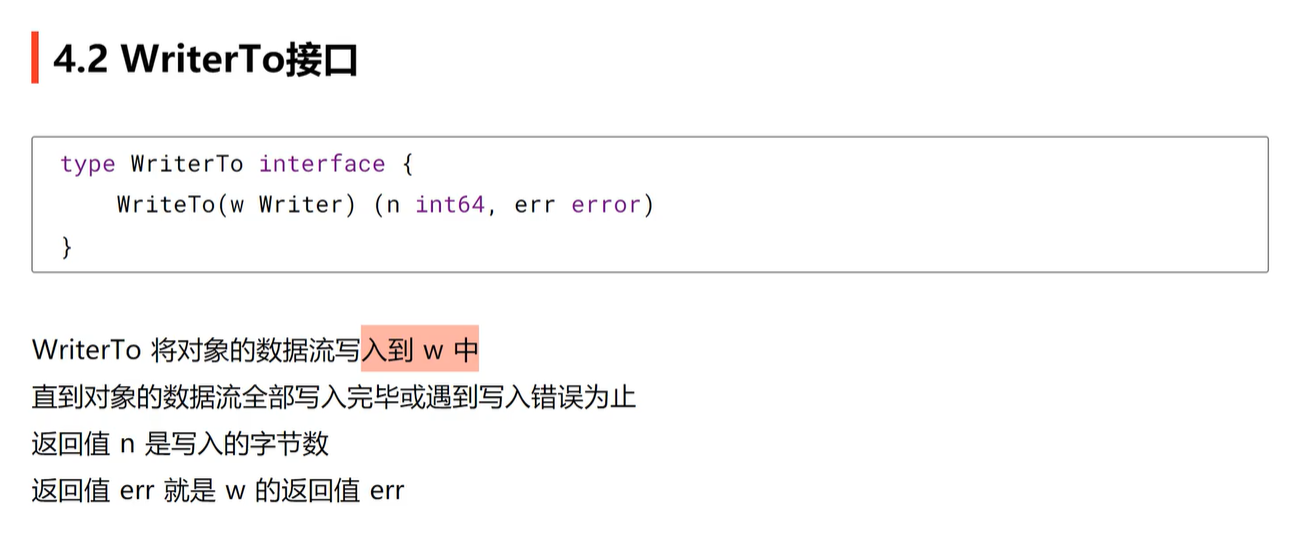 4.2 WriterTo接口
type WriterTo interface {
    WriteTo(w Writer) (n int64, err error)
}
WriterTo 将对象的数据流写入到 w 中
直到对象的数据流全部写入完毕或遇到写入错误为止
返回值 n 是写入的字节数
返回值 err 就是 w 的返回值 err